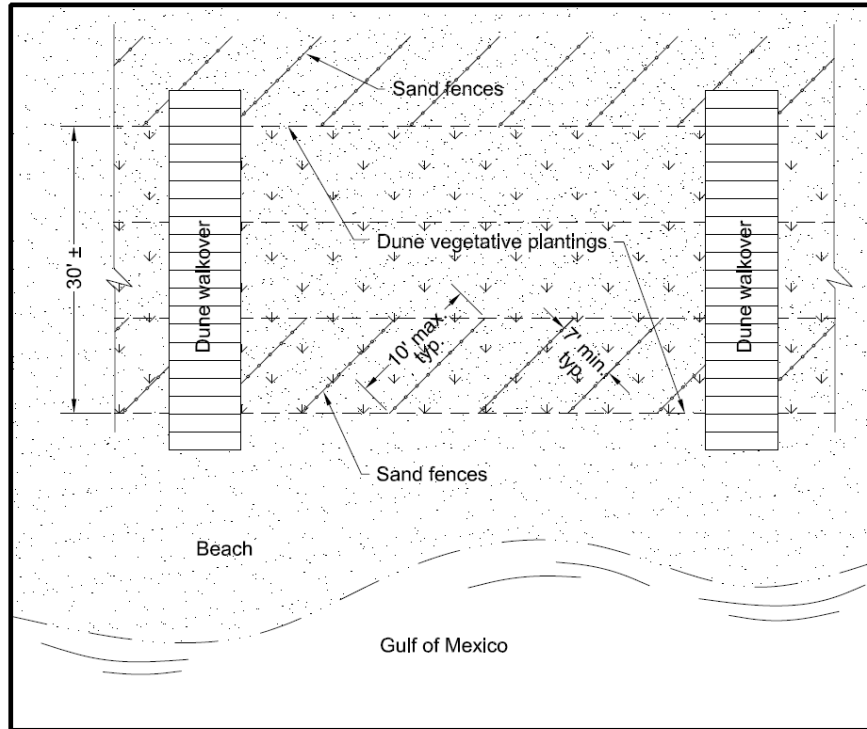 Sand fences
Dune vegetative plantings
30' ±
Dune walkover
Dune walkover
10' max.
typ.
7' min.
typ.
Sand fences
Beach
Gulf of Mexico